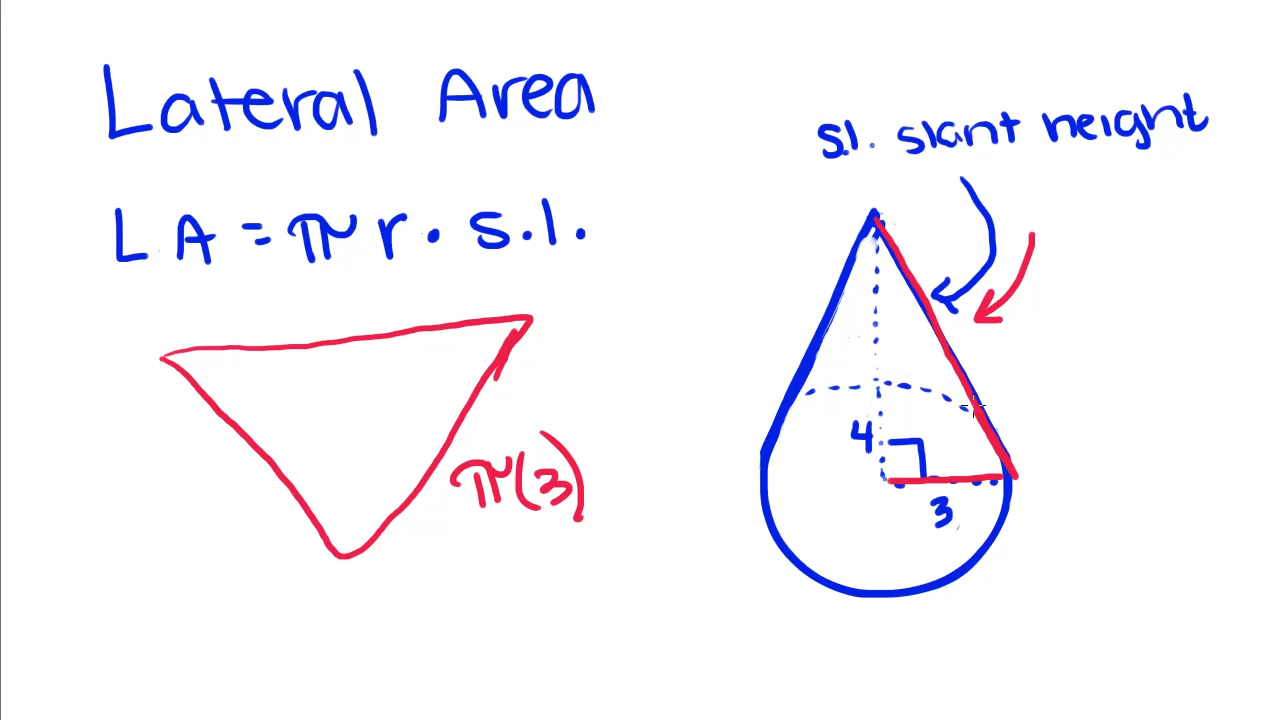 Lateral Area
s.l. slant height
LA = π r · s.l.
4
π(3)
3